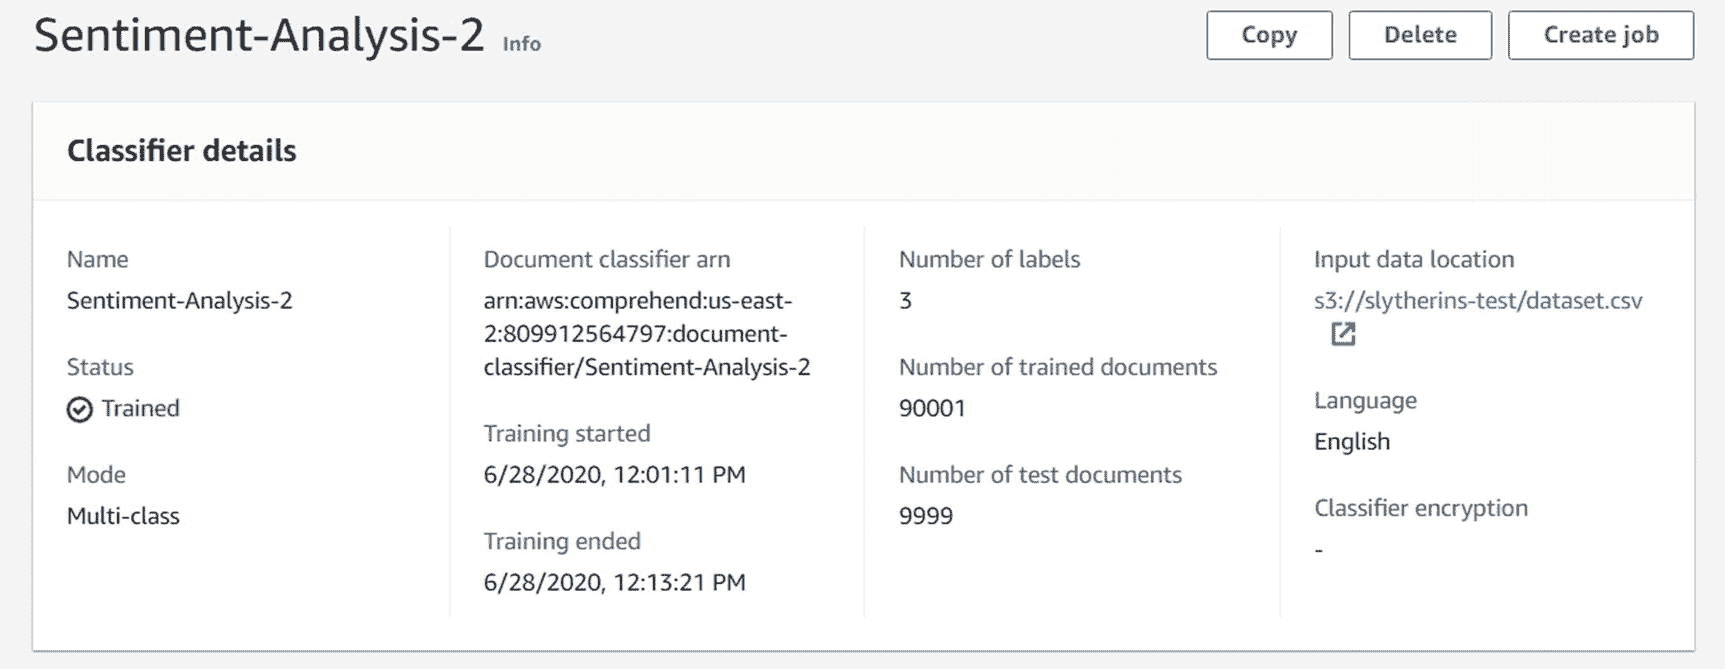 Sentiment-Analysis-2 Info
Copy
Delete
Create job
Classifier details
Name
Sentiment-Analysis-2
Status
Trained
Mode
Multi-class
Document classifier arn
arn:aws:comprehend:us-east-
2:809912564797:document-
classifier/Sentiment-Analysis-2
Training started
6/28/2020, 12:01:11 PM
Training ended
6/28/2020, 12:13:21 PM
Number of labels
3
Number of trained documents
90001
Number of test documents
9999
Input data location
s3://slytherins-test/dataset.csv
Language
English
Classifier encryption
-